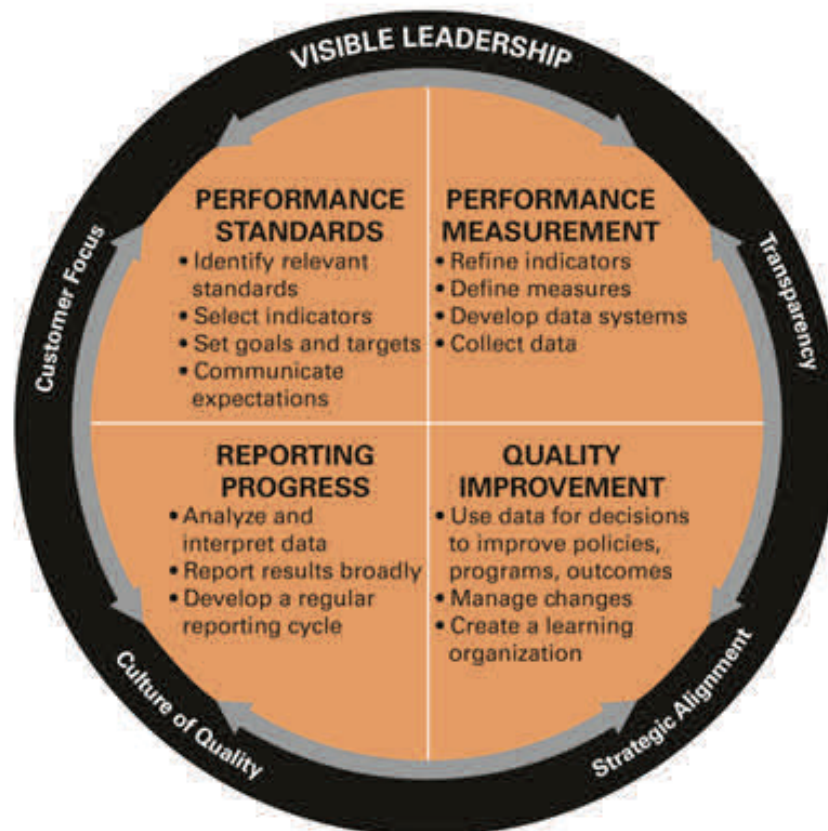 VISIBLE LEADERSHIP
Customer Focus
Transparency
PERFORMANCE
STANDARDS
• Identify relevant
standards
• Select indicators
• Set goals and targets
• Communicate
expectations
PERFORMANCE
MEASUREMENT
• Refine indicators
• Define measures
• Develop data systems
• Collect data
REPORTING
PROGRESS
• Analyze and
interpret data
• Report results broadly
• Develop a regular
reporting cycle
QUALITY
IMPROVEMENT
• Use data for decisions
to improve policies,
programs, outcomes
• Manage changes
• Create a learning
organization
Culture of Quality
Strategic Alignment